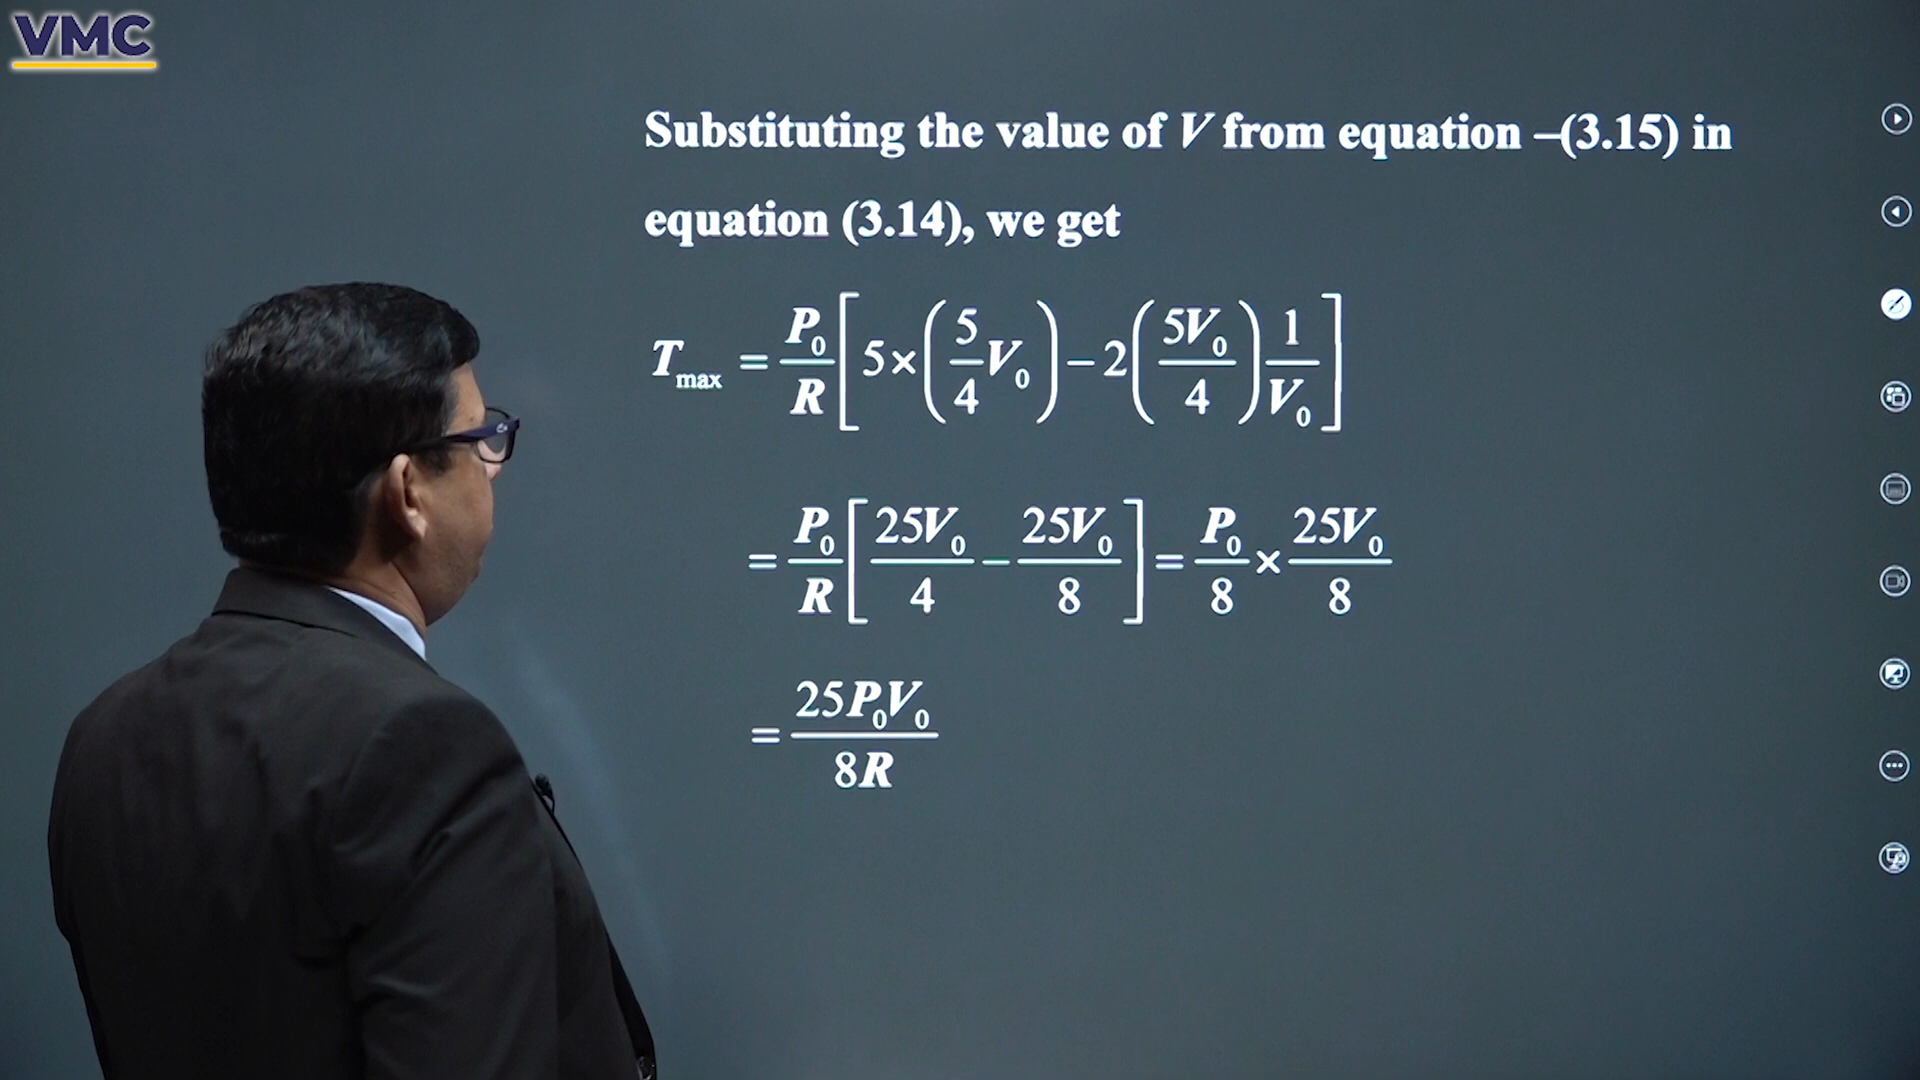 VMC
Substituting the value of V from equation –(3.15) in
equation (3.14), we get
T_max = P_0/R [ 5 × ( 5/4 V_0 ) – 2 ( 5V_0/4 ) 1/V_0 ]
= P_0/R [ 25V_0/4 – 25V_0/8 ] = P_0/8 × 25V_0/8
= 25P_0V_0/8R